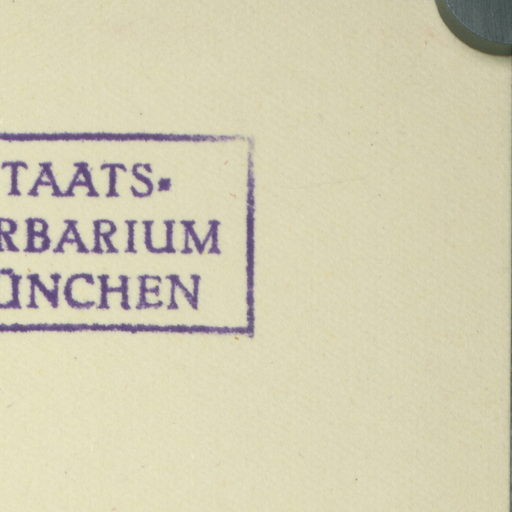 TAATS-
RBARIUM
ÜNCHEN